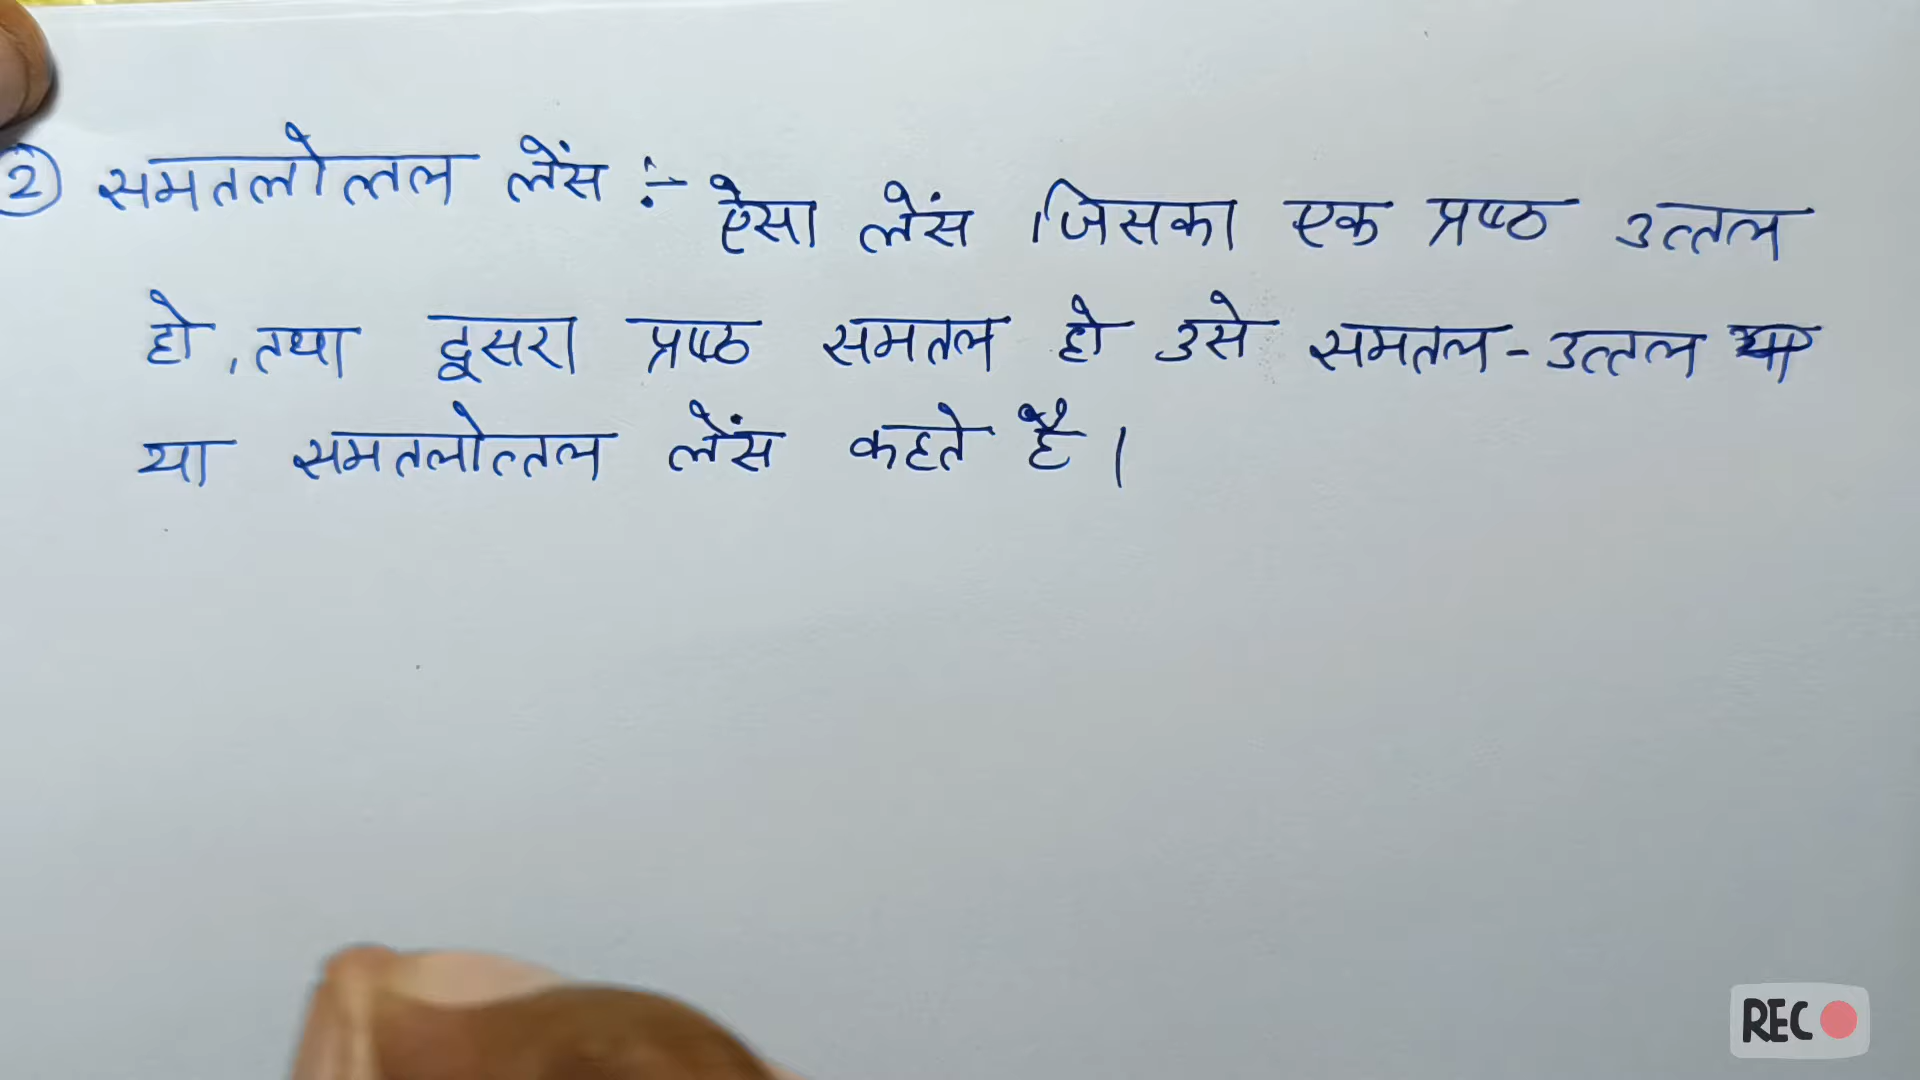 2 समतलोत्तल लेंस :- ऐसा लेंस जिसका एक प्रष्ठ उत्तल
हो, तथा दूसरा प्रष्ठ समतल हो उसे समतल-उत्तल
या समतलोत्तल लेंस कहते है।
REC